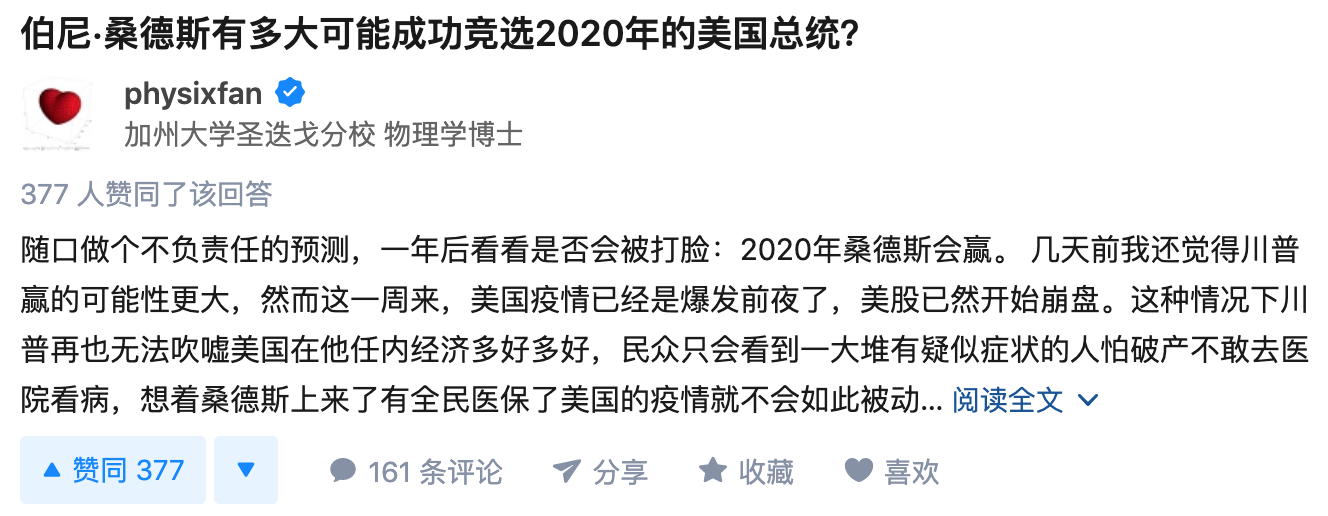 伯尼·桑德斯有多大可能成功竞选2020年的美国总统?
physixfan
加州大学圣迭戈分校 物理学博士
377 人赞同了该回答
随口做个不负责任的预测，一年后看看是否会被打脸：2020年桑德斯会赢。 几天前我还觉得川普
赢的可能性更大，然而这一周来，美国疫情已经是爆发前夜了，美股已然开始崩盘。这种情况下川
普再也无法吹嘘美国在他任内经济多好多好，民众只会看到一大堆有疑似症状的人怕破产不敢去医
院看病，想着桑德斯上来了有全民医保了美国的疫情就不会如此被动... 阅读全文
赞同 377 161 条评论 分享 收藏 喜欢